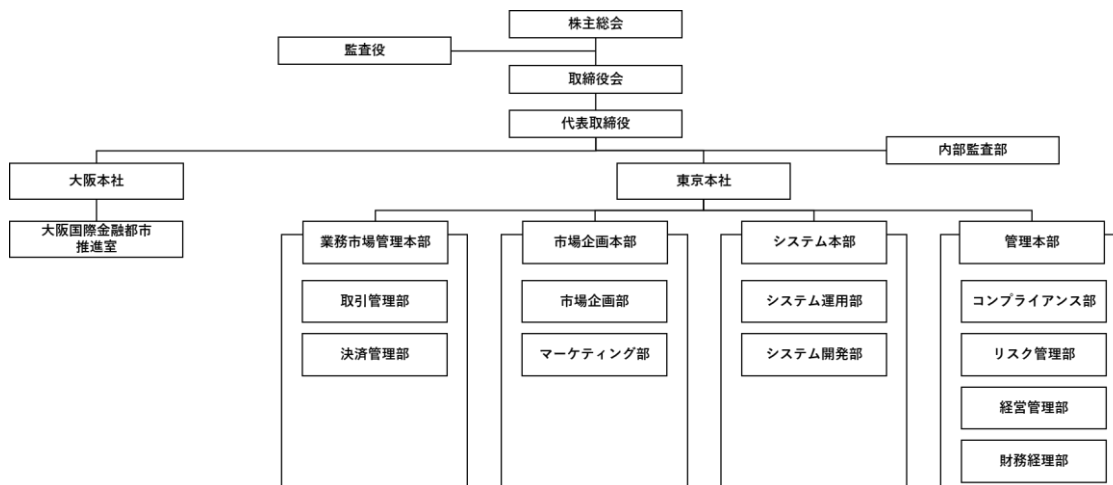 株主総会
監査役
取締役会
代表取締役
内部監査部
大阪本社
東京本社
大阪国際金融都市
推進室
業務市場管理本部
市場企画本部
システム本部
管理本部
取引管理部
市場企画部
システム運用部
コンプライアンス部
決済管理部
マーケティング部
システム開発部
リスク管理部
経営管理部
財務経理部